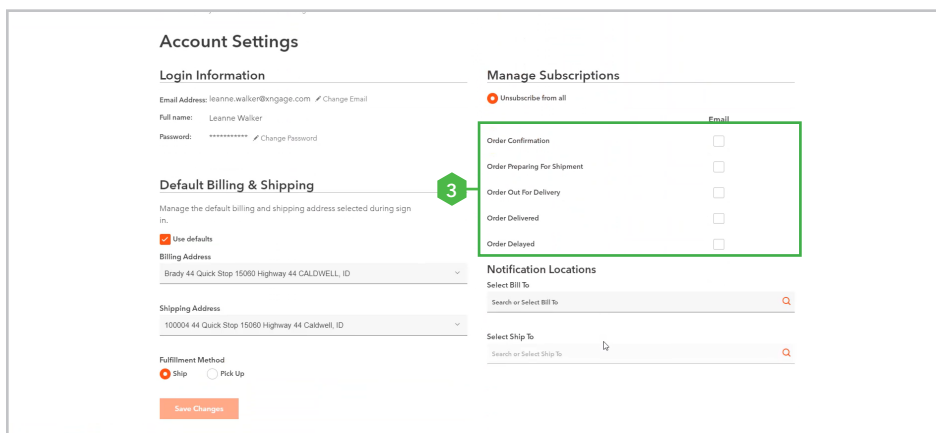 Account Settings
Login Information
Email Address: leanne.walker@xngage.com Change Email
Full name: Leanne Walker
Password: *********** Change Password
Default Billing & Shipping
Manage the default billing and shipping address selected during sign
in.
Use defaults
Billing Address
Brady 44 Quick Stop 15060 Highway 44 CALDWELL, ID
Shipping Address
100004 44 Quick Stop 15060 Highway 44 Caldwell, ID
Fulfillment Method
Ship Pick Up
Save Changes
Manage Subscriptions
Unsubscribe from all
Email
3
Order Confirmation
Order Preparing For Shipment
Order Out For Delivery
Order Delivered
Order Delayed
Notification Locations
Select Bill To
Search or Select Bill To
Select Ship To
Search or Select Ship To